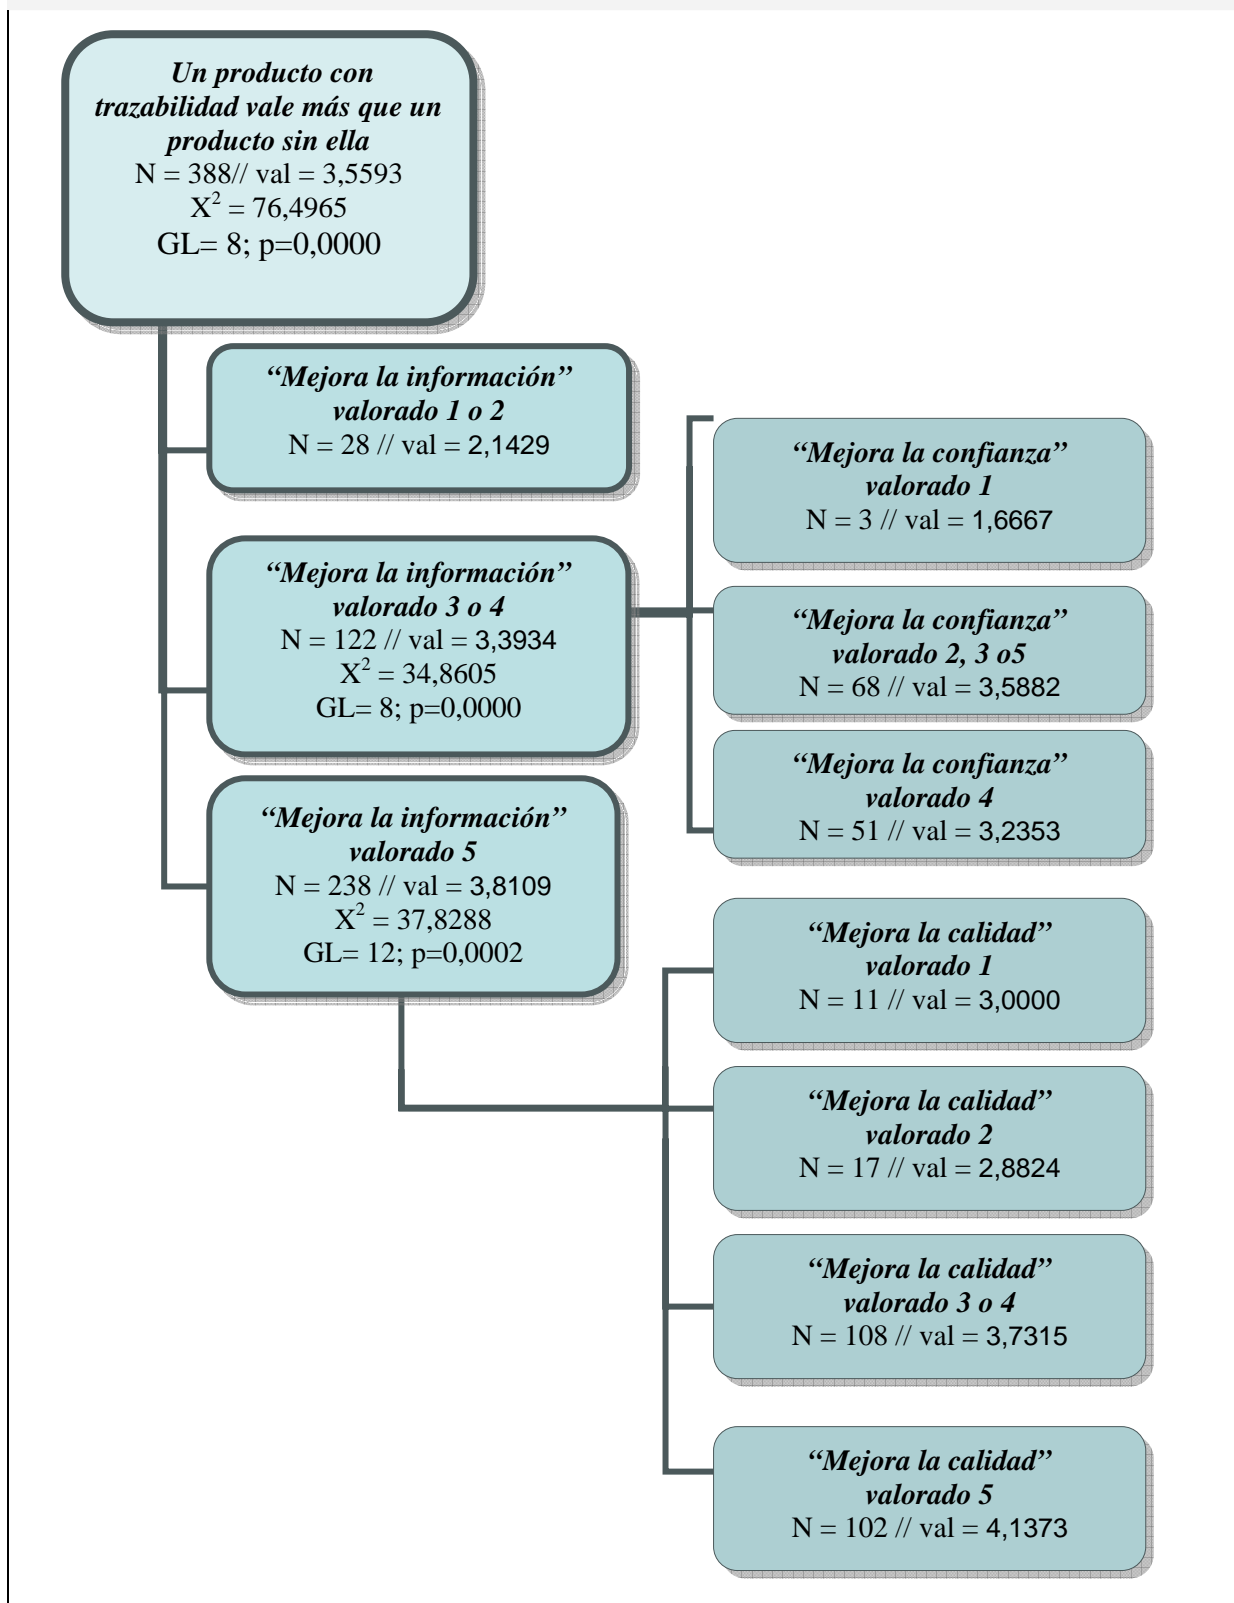 Un producto con
trazabilidad vale más que un
producto sin ella
N = 388// val = 3,5593
X² = 76,4965
GL= 8; p=0,0000
“Mejora la información”
valorado 1 o 2
N = 28 // val = 2,1429
“Mejora la información”
valorado 3 o 4
N = 122 // val = 3,3934
X² = 34,8605
GL= 8; p=0,0000
“Mejora la información”
valorado 5
N = 238 // val = 3,8109
X² = 37,8288
GL= 12; p=0,0002
“Mejora la confianza”
valorado 1
N = 3 // val = 1,6667
“Mejora la confianza”
valorado 2, 3 o5
N = 68 // val = 3,5882
“Mejora la confianza”
valorado 4
N = 51 // val = 3,2353
“Mejora la calidad”
valorado 1
N = 11 // val = 3,0000
“Mejora la calidad”
valorado 2
N = 17 // val = 2,8824
“Mejora la calidad”
valorado 3 o 4
N = 108 // val = 3,7315
“Mejora la calidad”
valorado 5
N = 102 // val = 4,1373